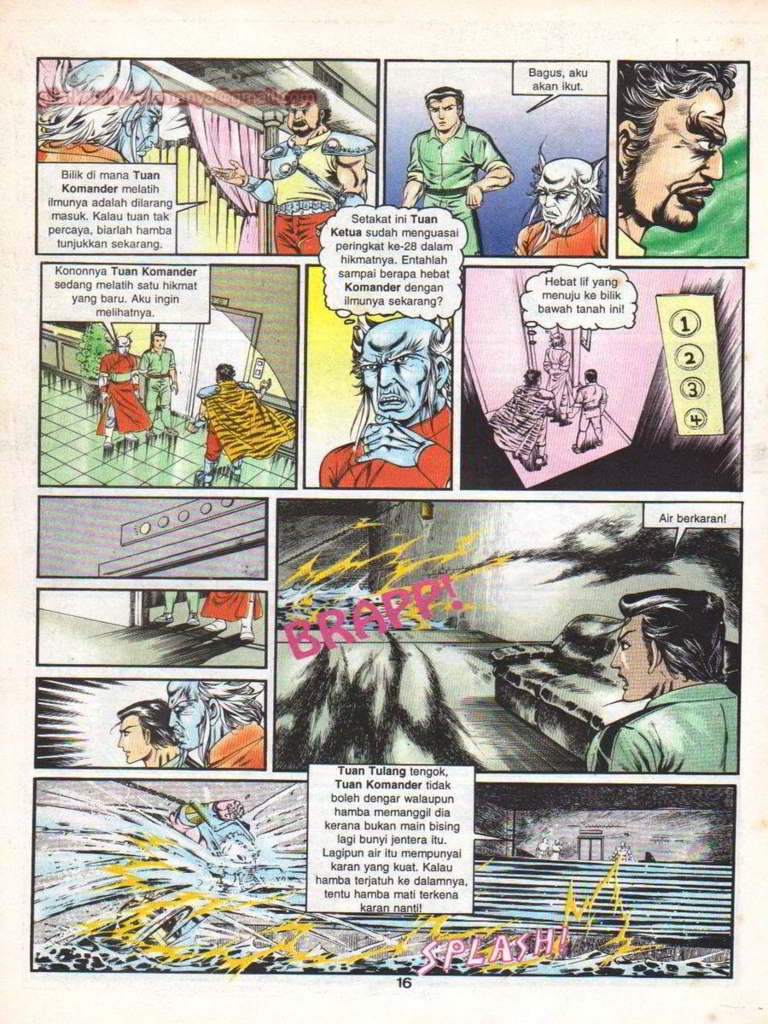 Bilik di mana Tuan
Komander melatih
ilmunya adalah dilarang
masuk. Kalau tuan tak
percaya, biarlah hamba
tunjukkan sekarang.
Bagus, aku
akan ikut.
Setakat ini Tuan
Ketua sudah menguasai
peringkat ke-28 dalam
hikmatnya. Entahlah
sampai berapa hebat
Komander dengan
ilmunya sekarang?
Kononnya Tuan Komander
sedang melatih satu hikmat
yang baru. Aku ingin
melihatnya.
Hebat lif yang
menuju ke bilik
bawah tanah ini!
1
2
3
4
Air berkaran!
BRAPP!
Tuan Tulang tengok,
Tuan Komander tidak
boleh dengar walaupun
hamba memanggil dia
kerana bukan main bising
lagi bunyi jentera itu.
Lagipun air itu mempunyai
karan yang kuat. Kalau
hamba terjatuh ke dalamnya,
tentu hamba mati terkena
karan nanti!
SPLASH!
16